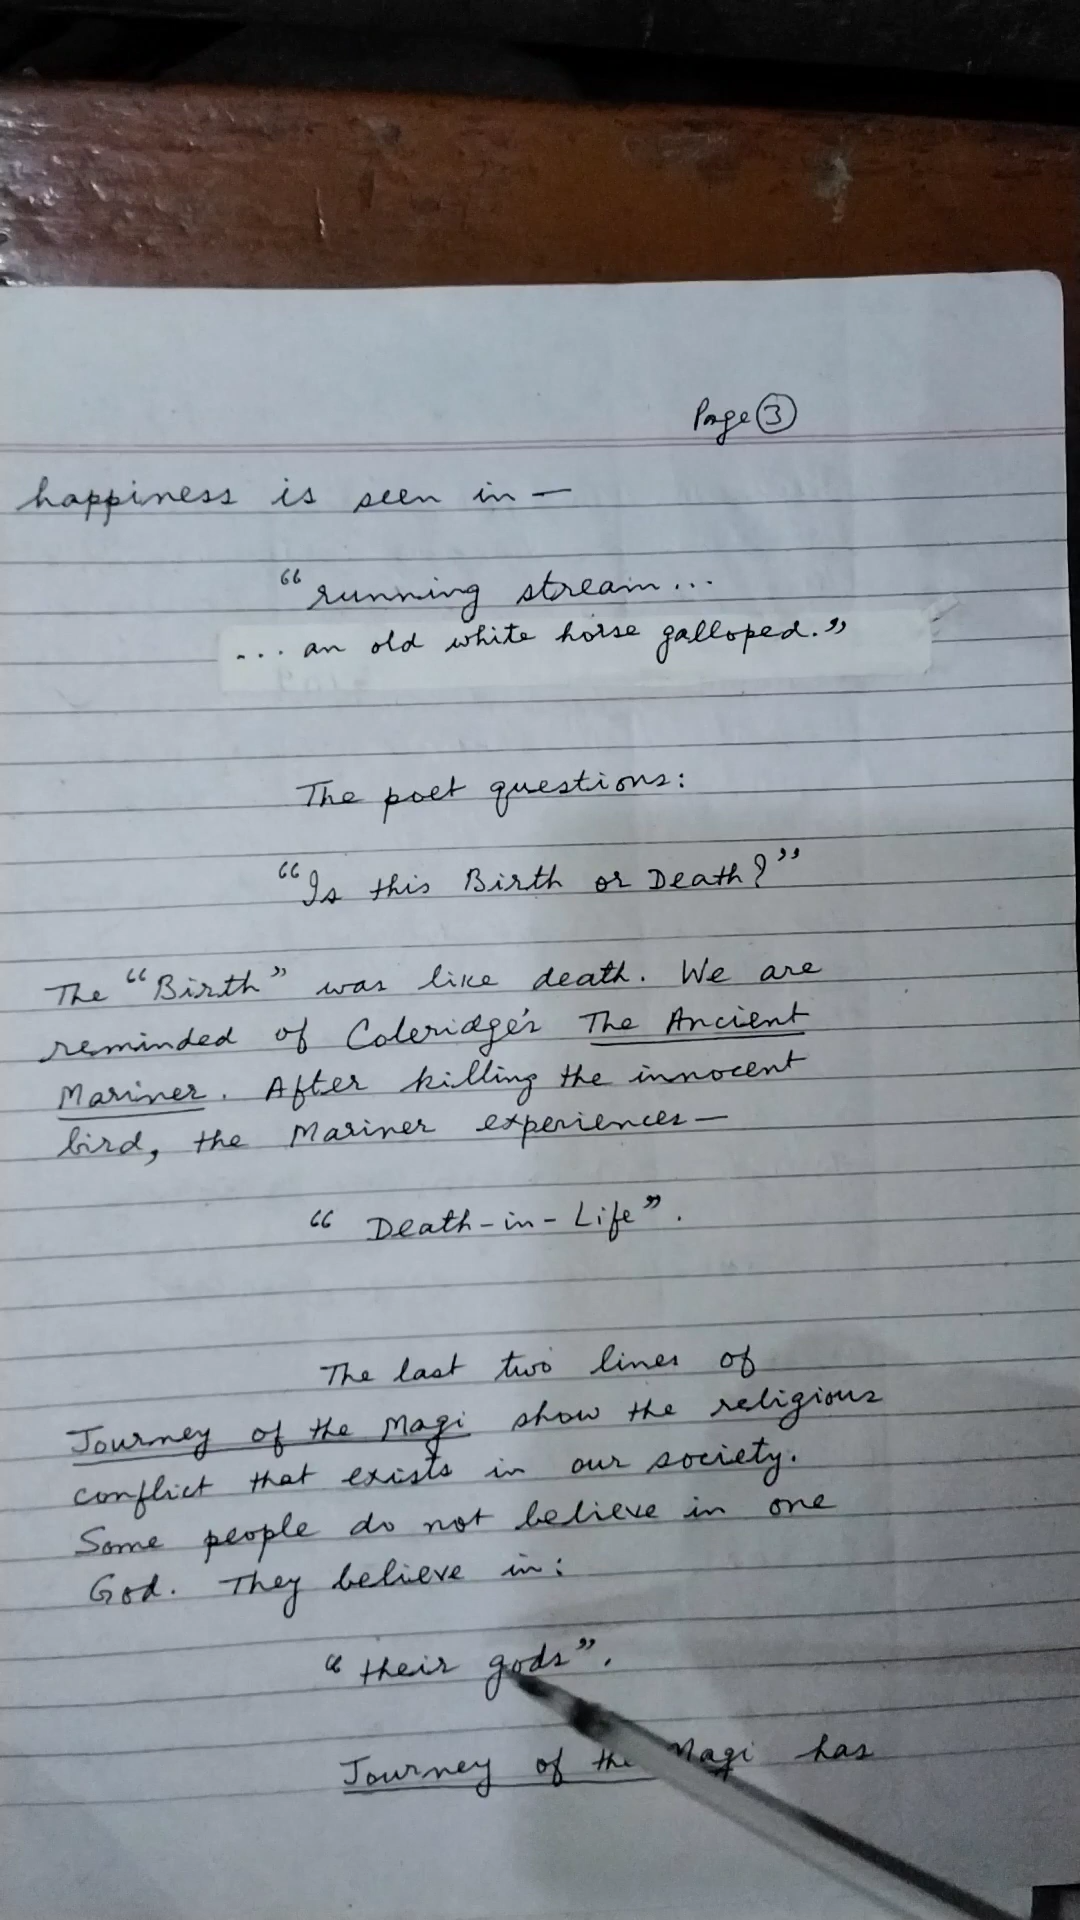 Page 3
happiness is seen in —
"running stream...
... an old white horse galloped."
The poet questions:
"Is this Birth or Death?"
The "Birth" was like death. We are
reminded of Coleridge's The Ancient
Mariner. After killing the innocent
bird, the Mariner experiences —
"Death-in-Life".
The last two lines of
Journey of the Magi show the religious
conflict that exists in our society.
Some people do not believe in one
God. They believe in:
"their gods".
Journey of the Magi has